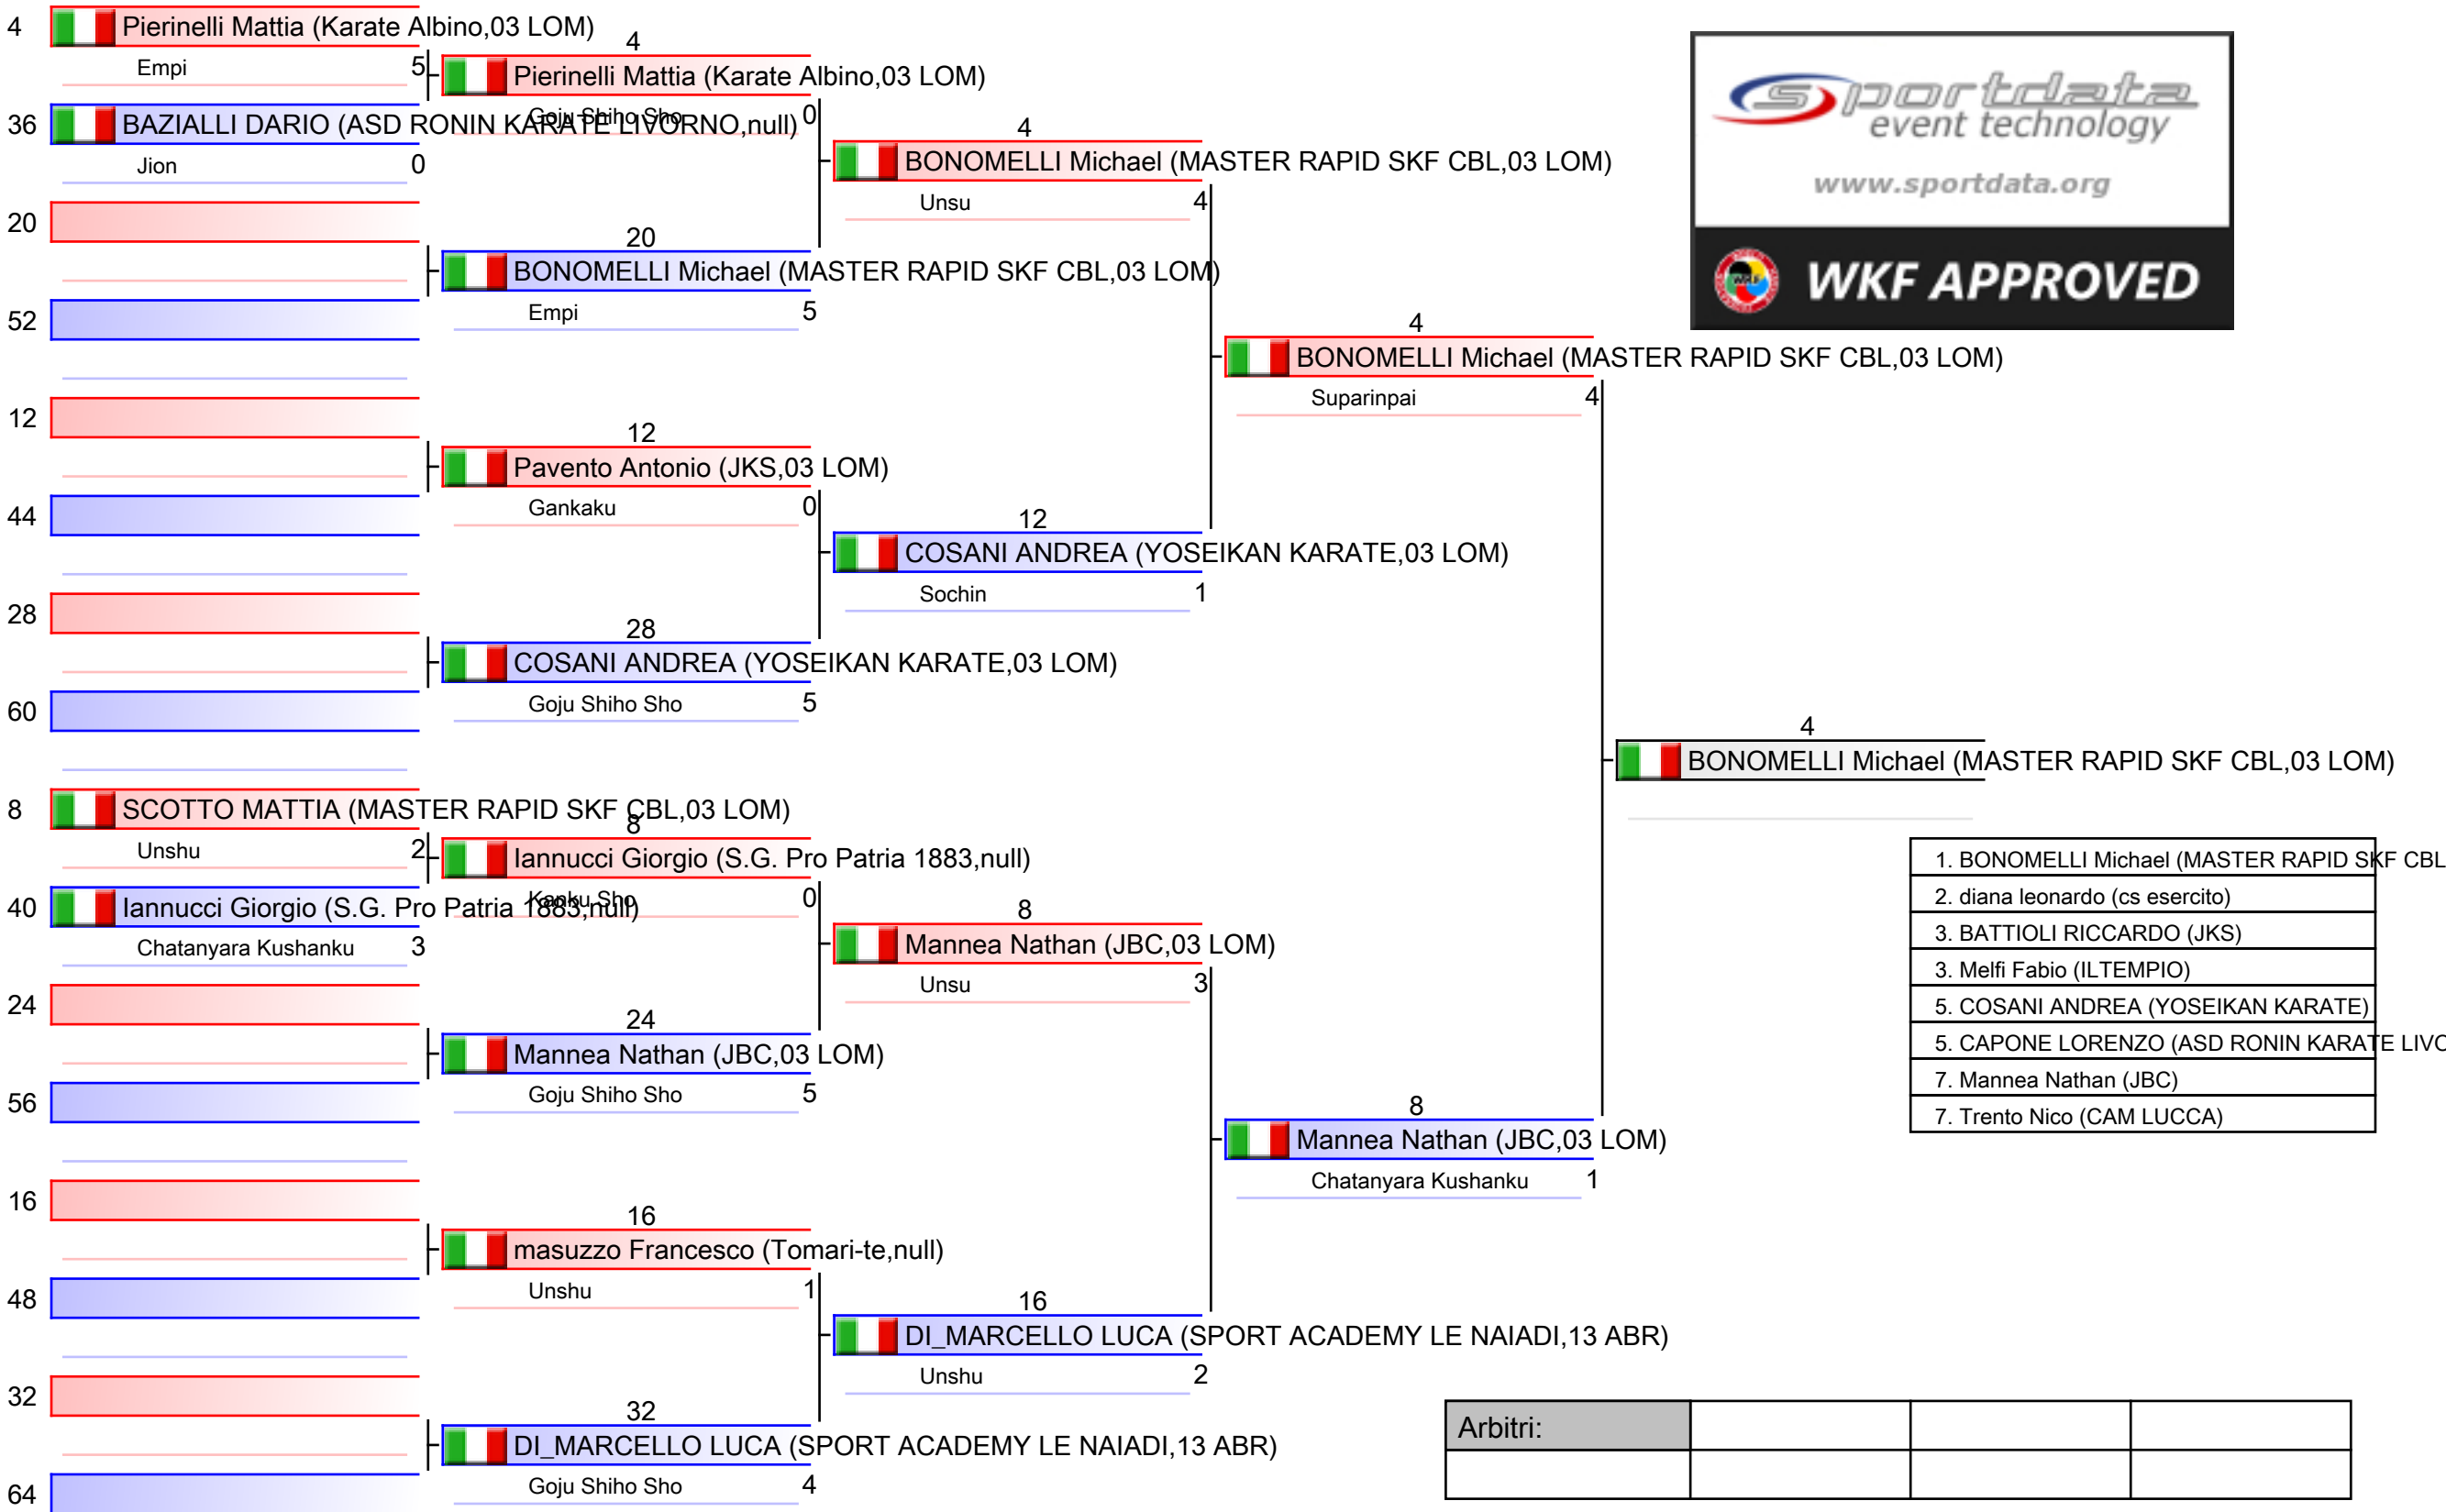 4 Pierinelli Mattia (Karate Albino,03 LOM)
Empi 5
36 BAZIALLI DARIO (ASD RONIN KARATE LIVORNO,null)
Jion 0
20
52
12
44
28
60
8 SCOTTO MATTIA (MASTER RAPID SKF CBL,03 LOM)
Unshu 2
40 Iannucci Giorgio (S.G. Pro Patria 1883,null)
Chatanyara Kushanku 3
24
56
16
48
32
64
4
Pierinelli Mattia (Karate Albino,03 LOM)
Goju Shiho Sho 0
20
BONOMELLI Michael (MASTER RAPID SKF CBL,03 LOM)
Empi 5
12
Pavento Antonio (JKS,03 LOM)
Gankaku 0
28
COSANI ANDREA (YOSEIKAN KARATE,03 LOM)
Goju Shiho Sho 5
8
Iannucci Giorgio (S.G. Pro Patria 1883,null)
Kanku Sho 0
24
Mannea Nathan (JBC,03 LOM)
Goju Shiho Sho 5
16
masuzzo Francesco (Tomari-te,null)
Unshu 1
32
DI_MARCELLO LUCA (SPORT ACADEMY LE NAIADI,13 ABR)
Goju Shiho Sho 4
4
BONOMELLI Michael (MASTER RAPID SKF CBL,03 LOM)
Unsu 4
12
COSANI ANDREA (YOSEIKAN KARATE,03 LOM)
Sochin 1
8
Mannea Nathan (JBC,03 LOM)
Unsu 3
16
DI_MARCELLO LUCA (SPORT ACADEMY LE NAIADI,13 ABR)
Unshu 2
4
BONOMELLI Michael (MASTER RAPID SKF CBL,03 LOM)
Suparinpai 4
8
Mannea Nathan (JBC,03 LOM)
Chatanyara Kushanku 1
4
BONOMELLI Michael (MASTER RAPID SKF CBL,03 LOM)
sportdata
event technology
www.sportdata.org
WKF APPROVED
1. BONOMELLI Michael (MASTER RAPID SKF CBL
2. diana leonardo (cs esercito)
3. BATTIOLI RICCARDO (JKS)
3. Melfi Fabio (ILTEMPIO)
5. COSANI ANDREA (YOSEIKAN KARATE)
5. CAPONE LORENZO (ASD RONIN KARATE LIVO
7. Mannea Nathan (JBC)
7. Trento Nico (CAM LUCCA)
Arbitri: